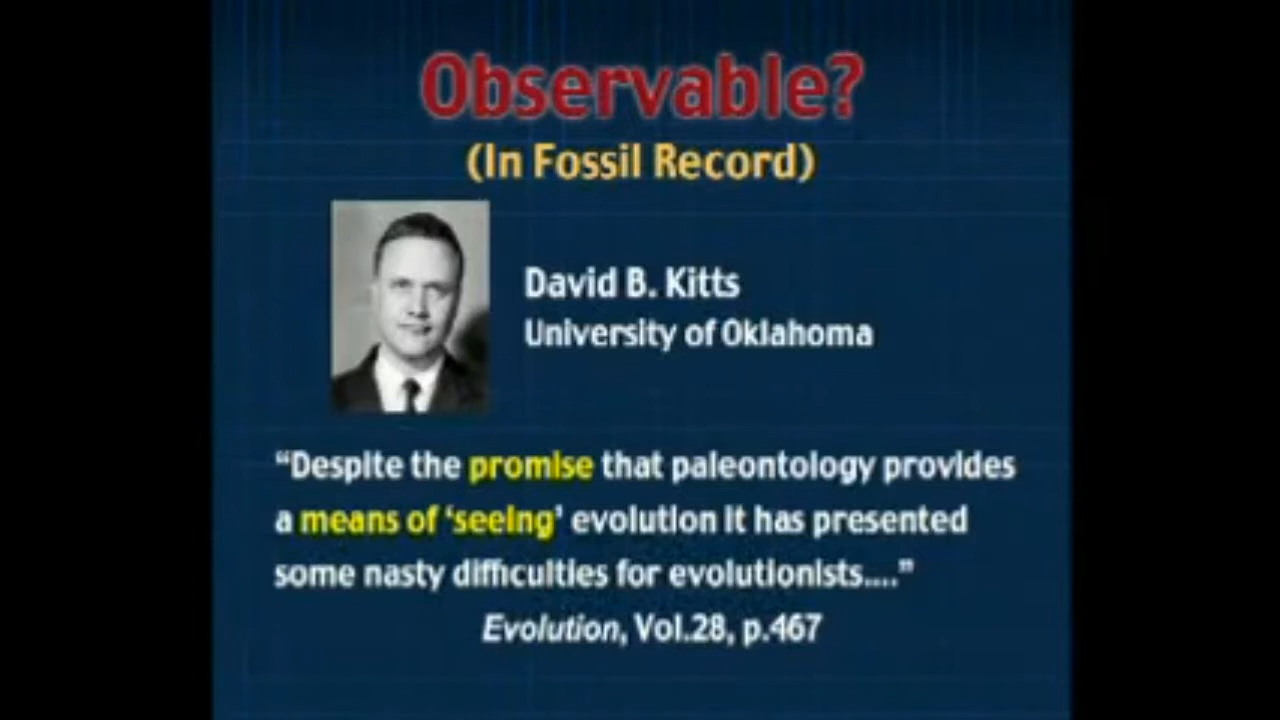 Observable?
(In Fossil Record)
David B. Kitts
University of Oklahoma
“Despite the promise that paleontology provides
a means of ‘seeing’ evolution it has presented
some nasty difficulties for evolutionists....”
Evolution, Vol.28, p.467